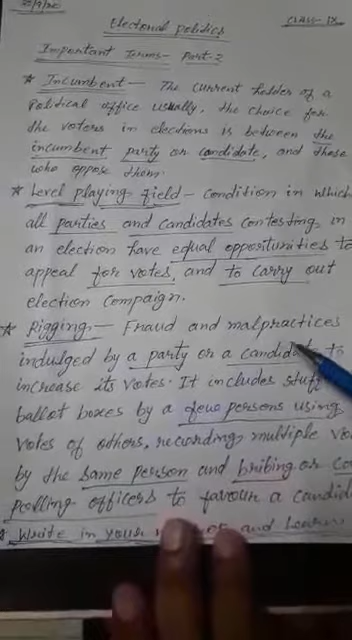 Electoral politics
CLASS- IX
Important Terms- Part-2
★ Incumbent — The current holder of a
Political office usually, the choice for
the voters in elections is between the
incumbent party or candidate, and those
who oppose them.
★ Level playing field - condition in which
all parties and candidates contesting in
an election have equal opportunities to
appeal for votes, and to carry out
election campaign.
★ Rigging — Fraud and malpractices
indulged by a party or a to
increase its votes. It includes
ballot boxes by a few persons using
votes of others, recording multiple
by the same person and bribing or
polling officers to favour a
Write in your and Learn